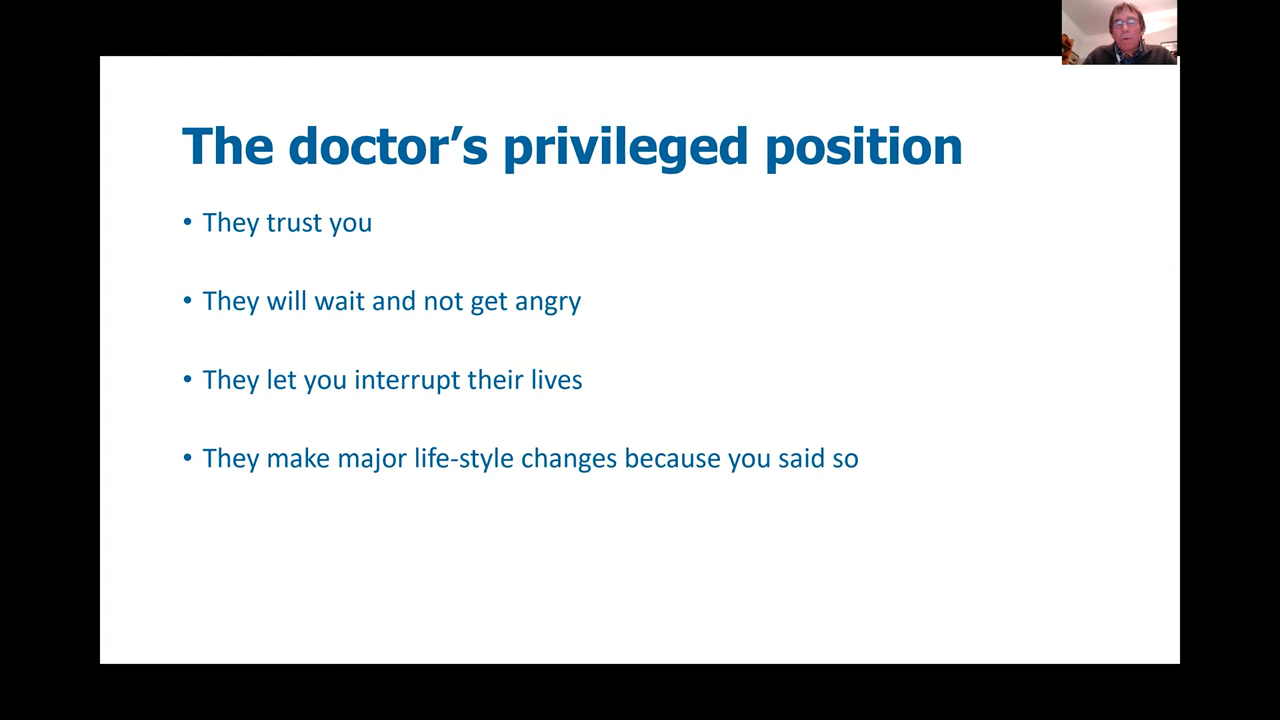 The doctor’s privileged position
• They trust you
• They will wait and not get angry
• They let you interrupt their lives
• They make major life-style changes because you said so